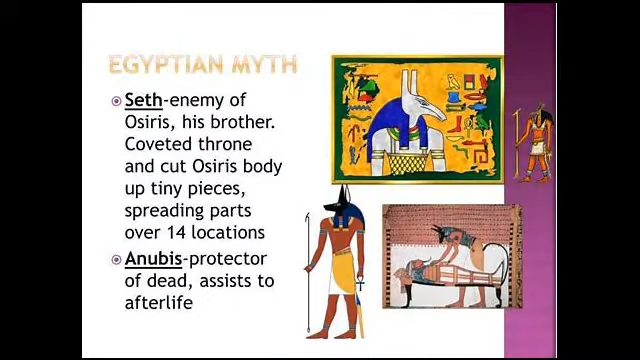 EGYPTIAN MYTH
Seth-enemy of
Osiris, his brother.
Coveted throne
and cut Osiris body
up tiny pieces,
spreading parts
over 14 locations
Anubis-protector
of dead, assists to
afterlife